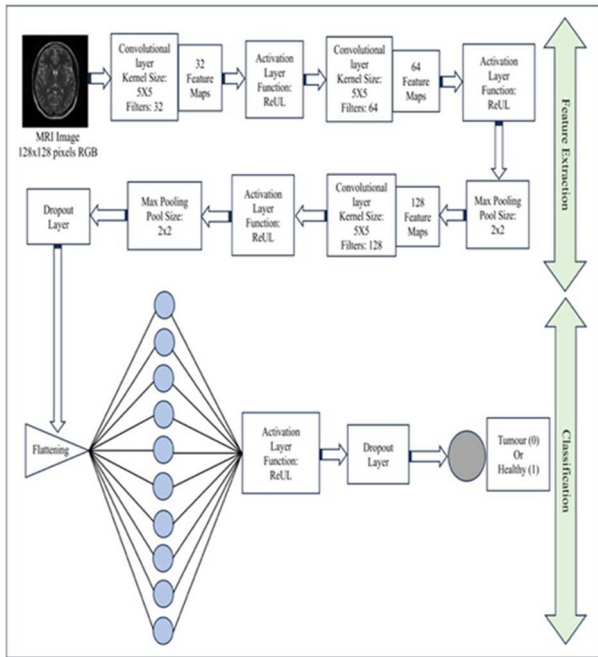 Convolutional
layer
Kernel Size:
5X5
Filters: 32
32
Feature
Maps
Activation
Layer
Function:
ReUL
Convolutional
layer
Kernel Size:
5X5
Filters: 64
64
Feature
Maps
Activation
Layer
Function:
ReUL
MRI Image
128x128 pixels RGB
Feature Extraction
Dropout
Layer
Max Pooling
Pool Size:
2x2
Activation
Layer
Function:
ReUL
Convolutional
layer
Kernel Size:
5X5
Filters: 128
128
Feature
Maps
Max Pooling
Pool Size:
2x2
Flattening
Activation
Layer
Function:
ReUL
Dropout
Layer
Tumour (0)
Or
Healthy (1)
Classification